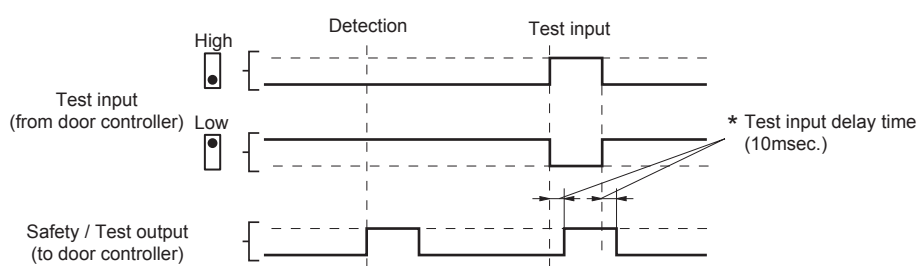 Detection
Test input
High
Test input
(from door controller)
Low
* Test input delay time
(10msec.)
Safety / Test output
(to door controller)